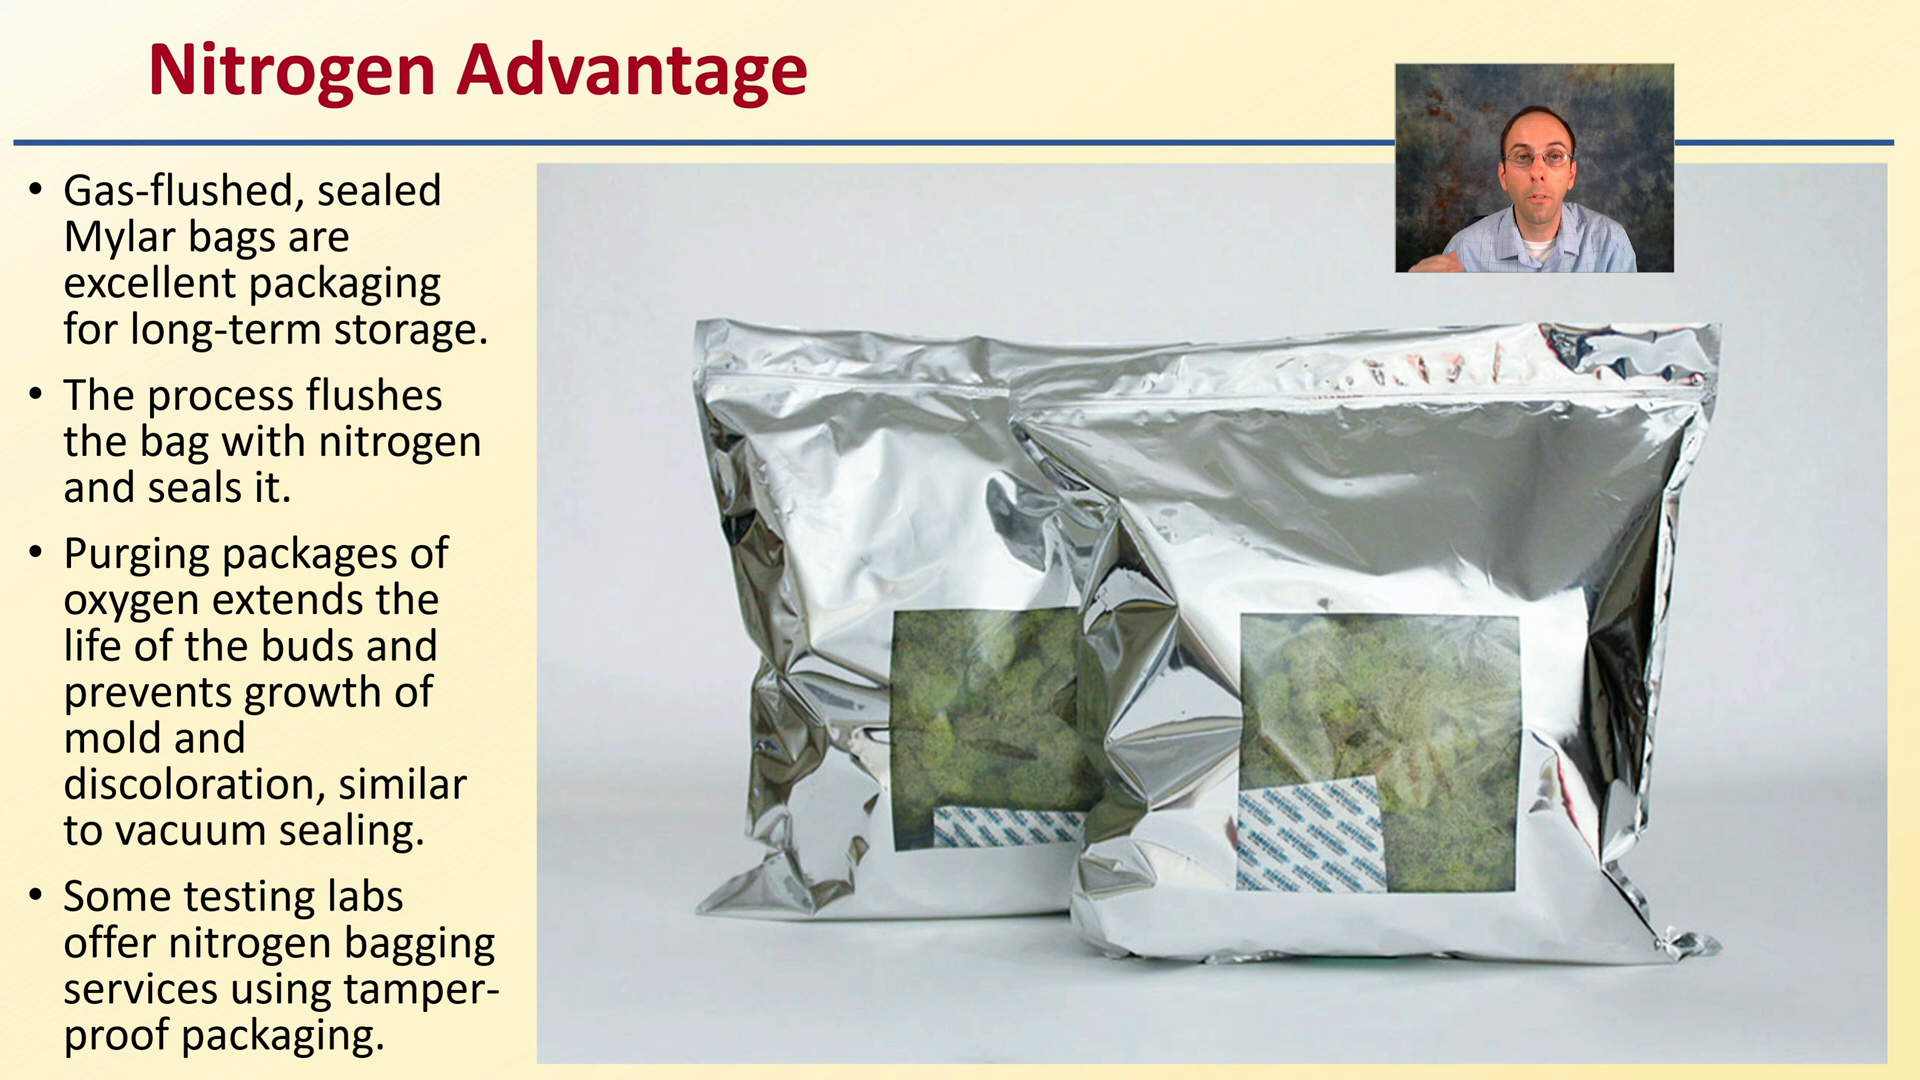 Nitrogen Advantage
• Gas-flushed, sealed
Mylar bags are
excellent packaging
for long-term storage.
• The process flushes
the bag with nitrogen
and seals it.
• Purging packages of
oxygen extends the
life of the buds and
prevents growth of
mold and
discoloration, similar
to vacuum sealing.
• Some testing labs
offer nitrogen bagging
services using tamper-
proof packaging.